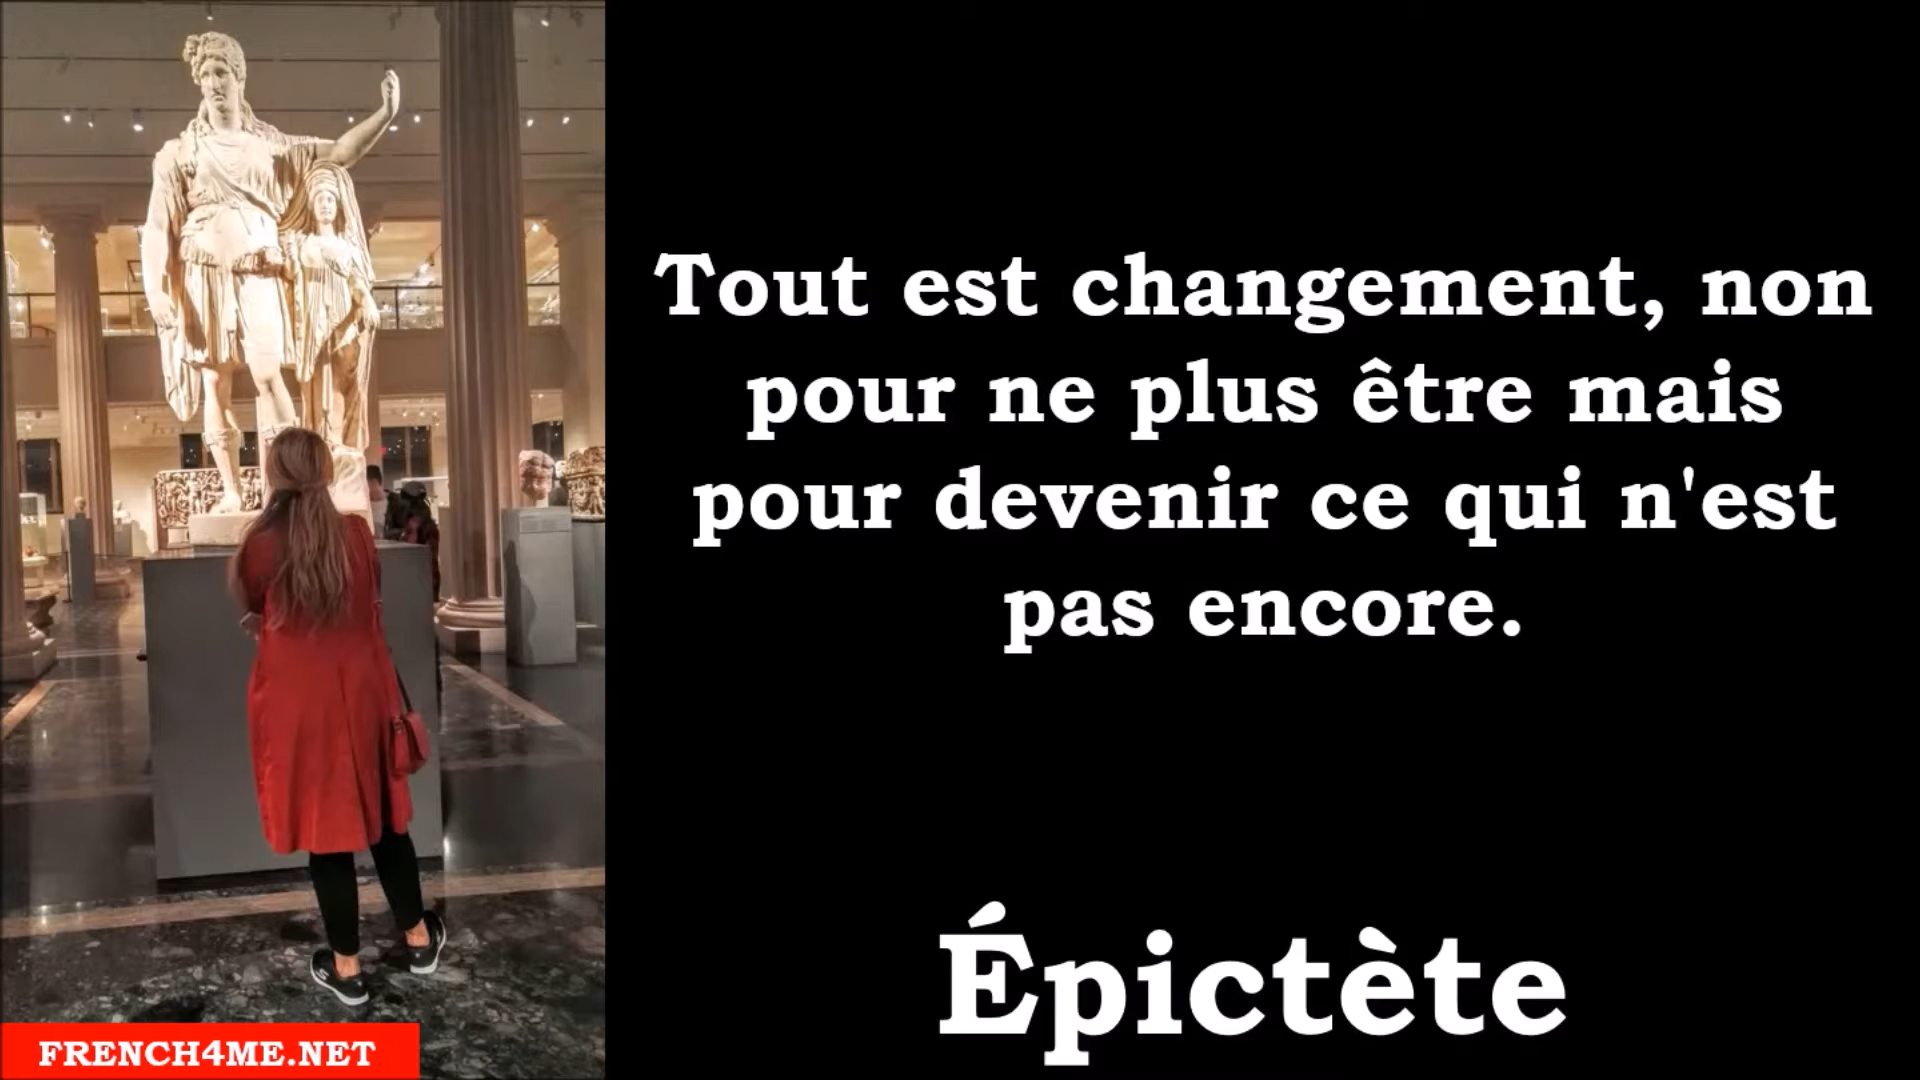 Tout est changement, non
pour ne plus être mais
pour devenir ce qui n'est
pas encore.
Épictète
FRENCH4ME.NET